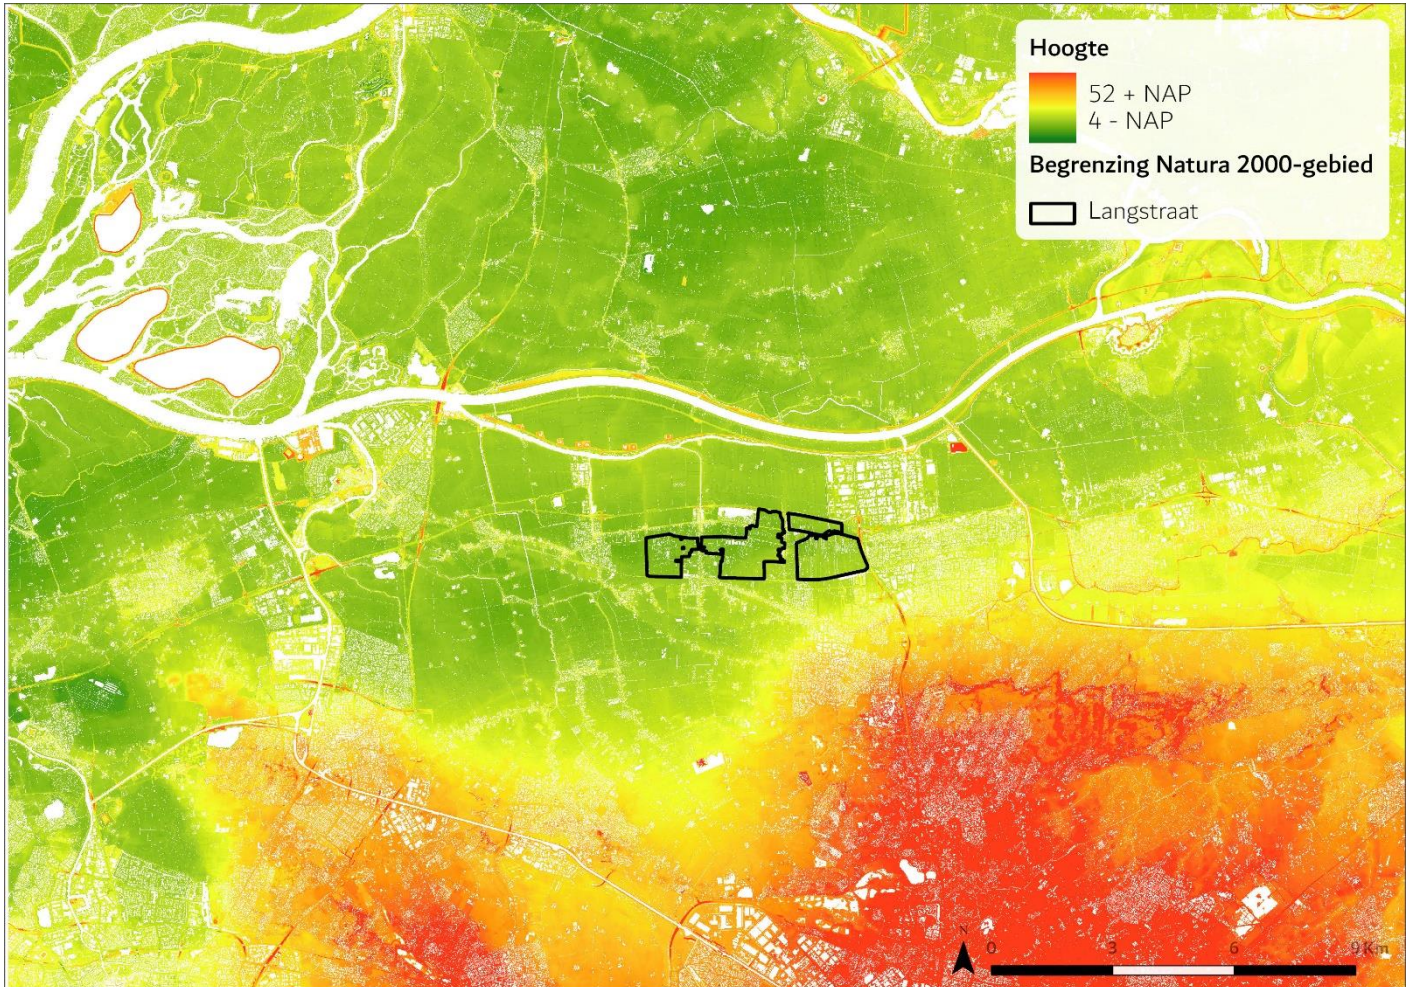 Hoogte
52 + NAP
4 - NAP
Begrenzing Natura 2000-gebied
Langstraat
N
0 3 6 9 Km